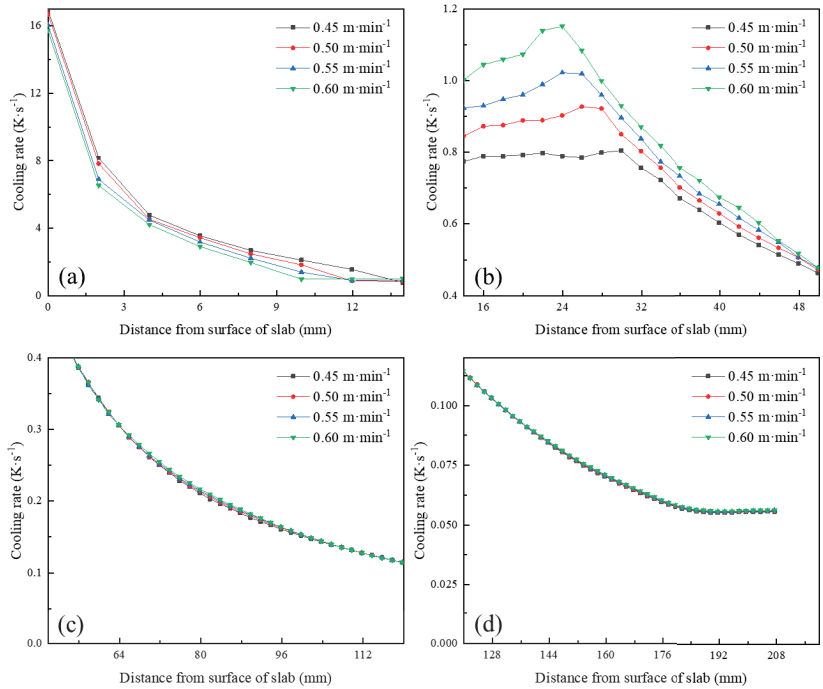 16
12
8
4
0
Cooling rate (K·s⁻¹)
0.45 m·min⁻¹
0.50 m·min⁻¹
0.55 m·min⁻¹
0.60 m·min⁻¹
(a)
0 3 6 9 12
Distance from surface of slab (mm)
1.2
1.0
0.8
0.6
0.4
Cooling rate (K·s⁻¹)
0.45 m·min⁻¹
0.50 m·min⁻¹
0.55 m·min⁻¹
0.60 m·min⁻¹
(b)
16 24 32 40 48
Distance from surface of slab (mm)
0.4
0.3
0.2
0.1
0.0
Cooling rate (K·s⁻¹)
0.45 m·min⁻¹
0.50 m·min⁻¹
0.55 m·min⁻¹
0.60 m·min⁻¹
(c)
64 80 96 112
Distance from surface of slab (mm)
0.100
0.075
0.050
0.025
0.000
Cooling rate (K·s⁻¹)
0.45 m·min⁻¹
0.50 m·min⁻¹
0.55 m·min⁻¹
0.60 m·min⁻¹
(d)
128 144 160 176 192 208
Distance from surface of slab (mm)